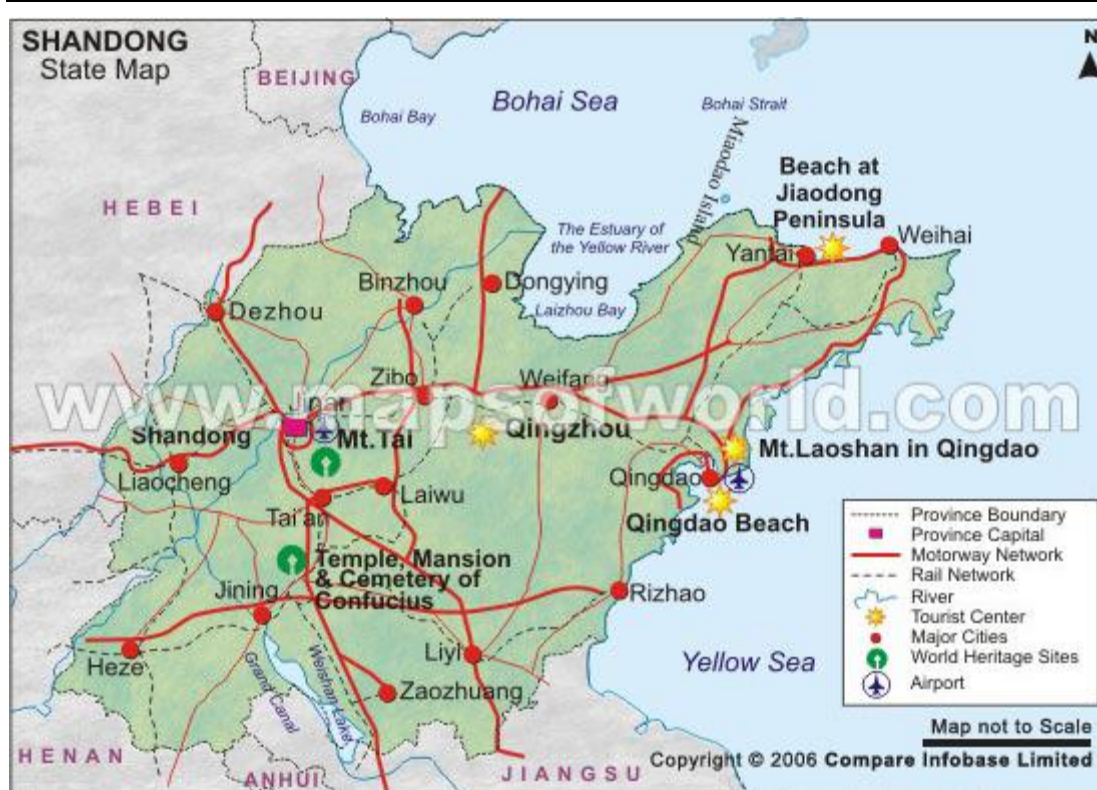 SHANDONG
State Map
BEIJING
Bohai Bay
Bohai Sea
Bohai Strait
N
Miaodao Island
Beach at
Jiaodong
Peninsula
HEBEI
The Estuary of
the Yellow River
Yantai
Weihai
Binzhou
Dongying
Laizhou Bay
Dezhou
Zibo
Weifang
www.mapsofworld.com
Jinan
Shandong
Mt.Tai
Qingzhou
Mt.Laoshan in Qingdao
Liaocheng
Laiwu
Qingdao
Tai'an
Qingdao Beach
Temple, Mansion
& Cemetery of
Confucius
Jining
Rizhao
Heze
Liyi
Grand Canal
Weishan Lake
Zaozhuang
Yellow Sea
HENAN
ANHUI
JIANGSU
Province Boundary
Province Capital
Motorway Network
Rail Network
River
Tourist Center
Major Cities
World Heritage Sites
Airport
Map not to Scale
Copyright © 2006 Compare Infobase Limited